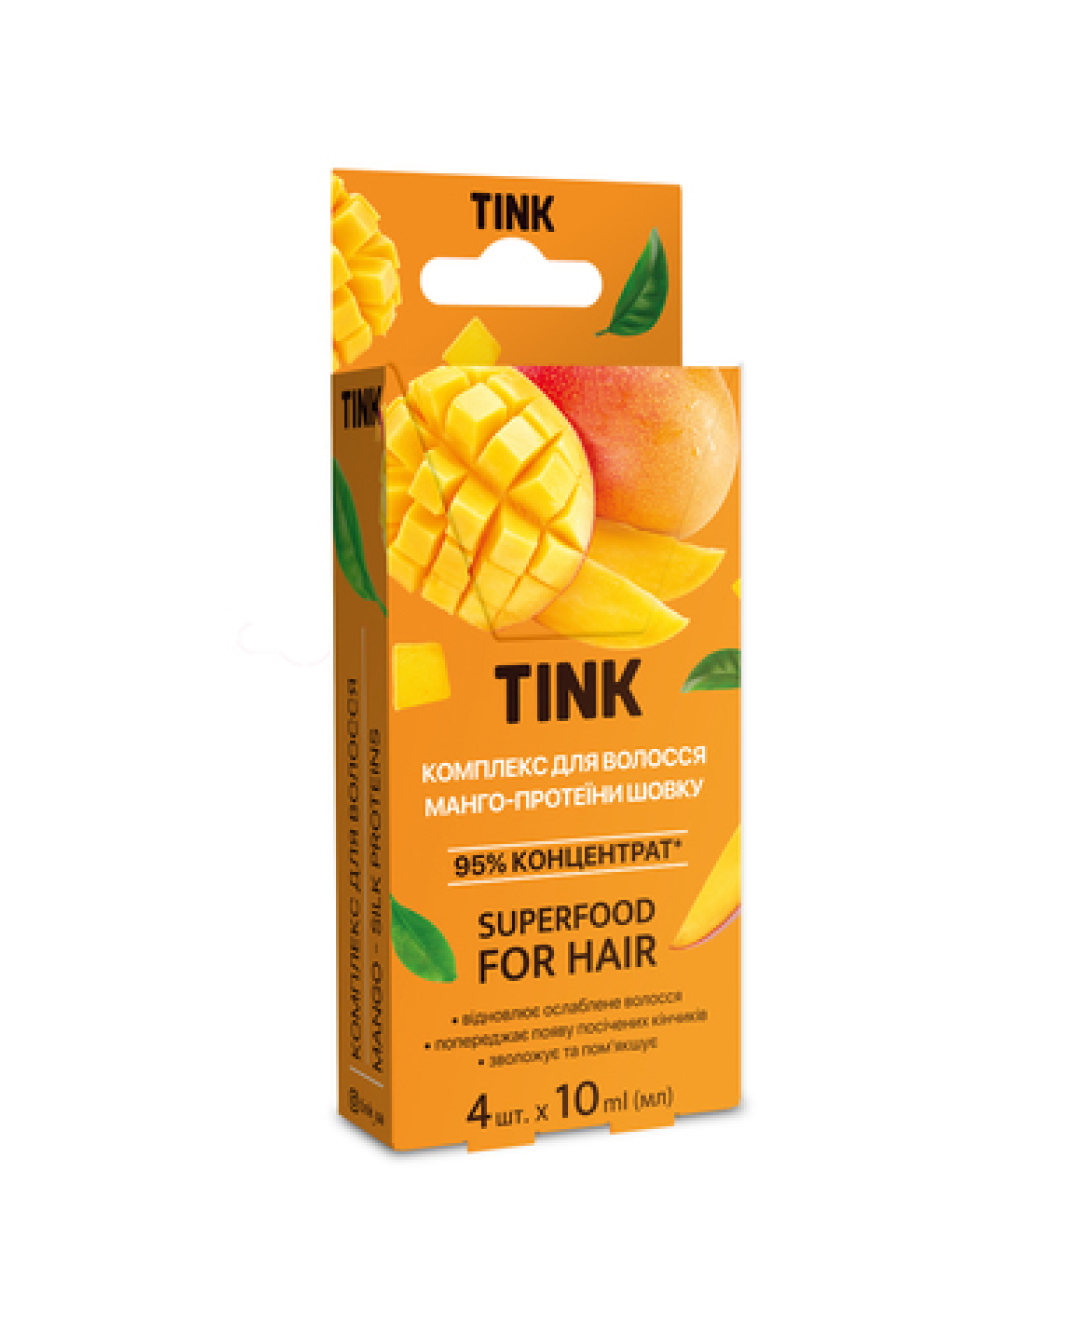 TINK
TINK
TINK
КОМПЛЕКС ДЛЯ ВОЛОССЯ
МАНГО-ПРОТЕЇНИ ШОВКУ
95% КОНЦЕНТРАТ*
SUPERFOOD
FOR HAIR
• відновлює ослаблене волосся
• попереджає появу посічених кінчиків
• зволожує та пом'якшує
4 шт. x 10 ml (мл)
КОМПЛЕКС ДЛЯ ВОЛОССЯ
MANGO - SILK PROTEINS